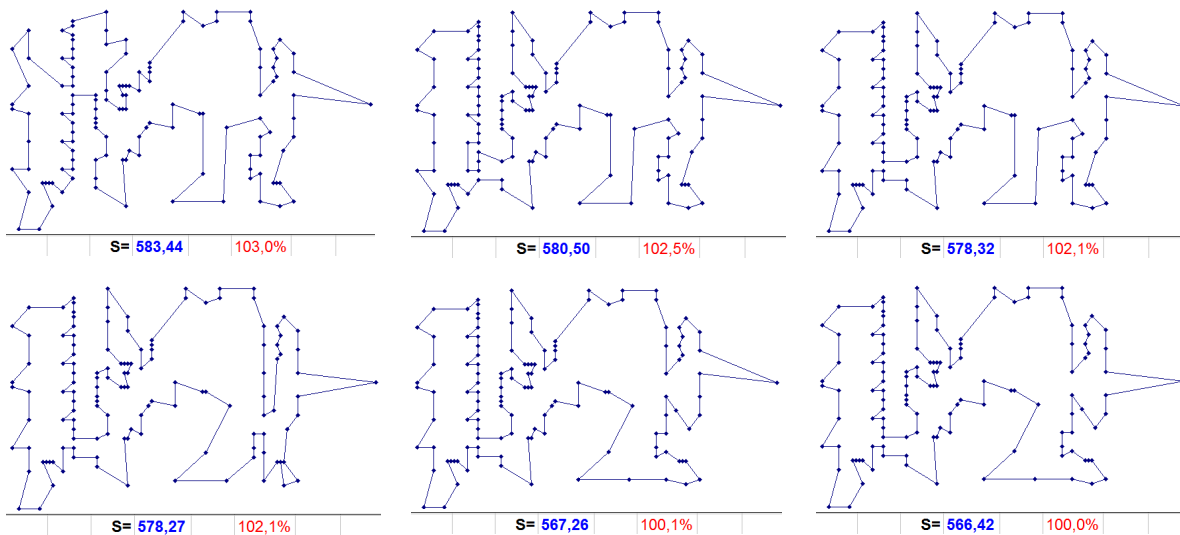 S= 583,44 103,0%
S= 580,50 102,5%
S= 578,32 102,1%
S= 578,27 102,1%
S= 567,26 100,1%
S= 566,42 100,0%